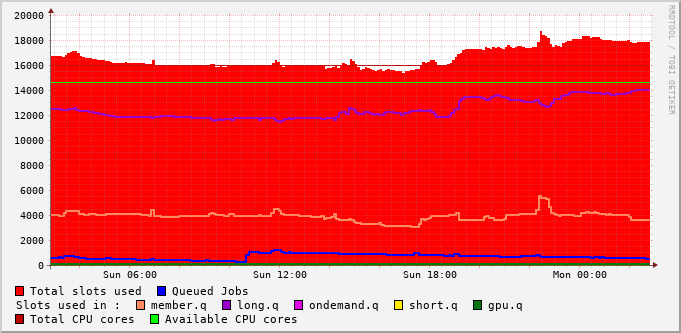 20000
18000
16000
14000
12000
10000
8000
6000
4000
2000
0
Sun 06:00 Sun 12:00 Sun 18:00 Mon 00:00
RRDTOOL / TOBI OETIKER
Total slots used Queued Jobs
Slots used in : member.q long.q ondemand.q short.q gpu.q
Total CPU cores Available CPU cores